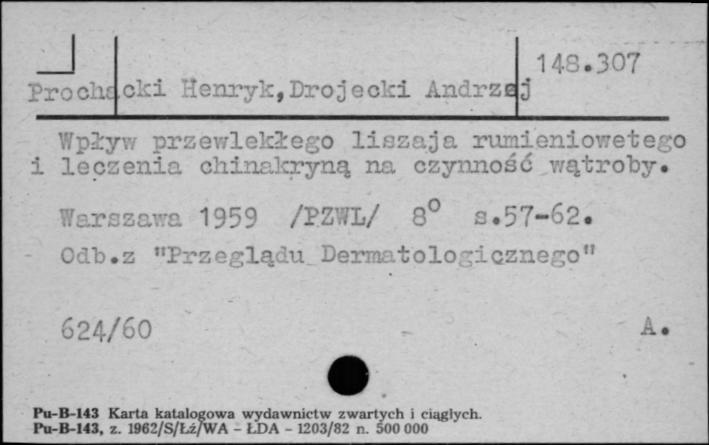 148.307
Prochacki Henryk,Drojecki Andrzej
Wpływ przewlekłego liszaja rumieniowetego
i leczenia chinakryną na czynność wątroby.
Warszawa 1959 /PZWL/ 8° s.57-62.
Odb.z "Przeglądu Dermatologicznego"
624/60 A.
Pu-B-143 Karta katalogowa wydawnictw zwartych i ciągłych.
Pu-B-143, z. 1962/S/Łż/WA - ŁDA - 1203/82 n. 500 000